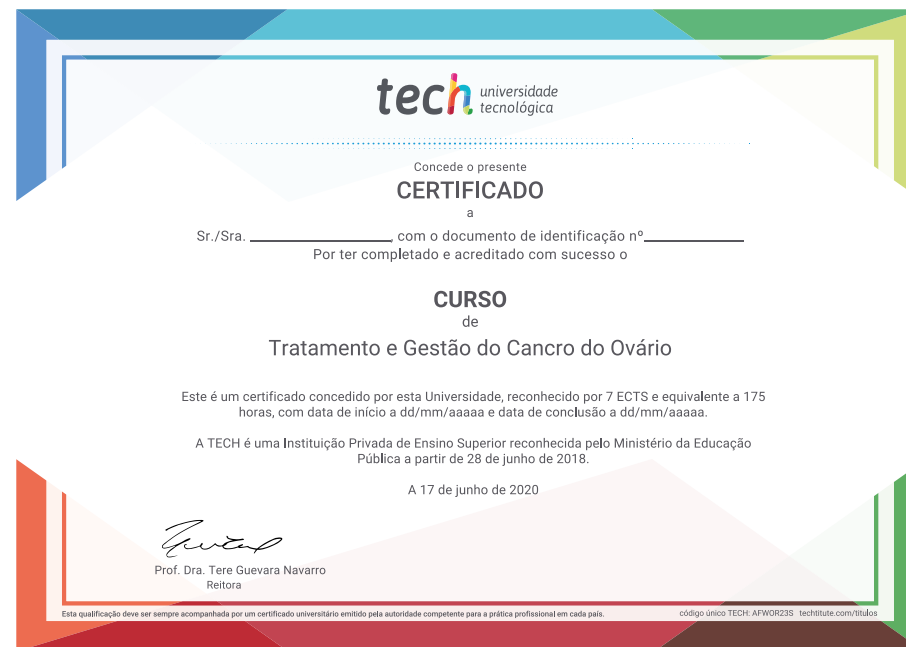 tech universidade
tecnológica
Concede o presente
CERTIFICADO
a
Sr./Sra. ____________________, com o documento de identificação nº______________
Por ter completado e acreditado com sucesso o
CURSO
de
Tratamento e Gestão do Cancro do Ovário
Este é um certificado concedido por esta Universidade, reconhecido por 7 ECTS e equivalente a 175
horas, com data de início a dd/mm/aaaaa e data de conclusão a dd/mm/aaaaa.
A TECH é uma Instituição Privada de Ensino Superior reconhecida pelo Ministério da Educação
Pública a partir de 28 de junho de 2018.
A 17 de junho de 2020
Prof. Dra. Tere Guevara Navarro
Reitora
Esta qualificação deve ser sempre acompanhada por um certificado universitário emitido pela autoridade competente para a prática profissional em cada país. código único TECH: AFWOR23S techtitute.com/titulos